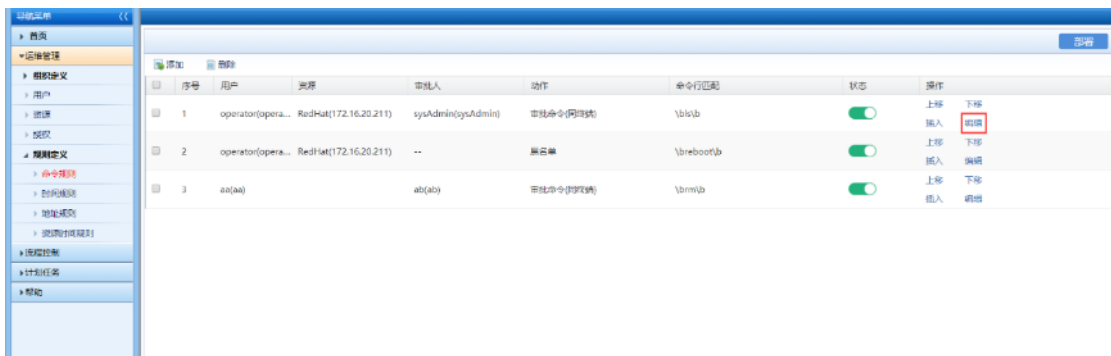 导航菜单 <<
首页
部署
运维管理
添加 删除
组织定义
用户
资源
授权
规则定义
命令规则
时间规则
地址规则
资源时间规则
流程控制
计划任务
帮助
序号 用户 资源 审批人 动作 命令行匹配 状态 操作
1 operator(opera... RedHat(172.16.20.211) sysAdmin(sysAdmin) 审批命令(同终端) \bls\b 上移 下移
插入 编辑
2 operator(opera... RedHat(172.16.20.211) -- 黑名单 \breboot\b 上移 下移
插入 编辑
3 aa(aa) ab(ab) 审批命令(同终端) \brm\b 上移 下移
插入 编辑